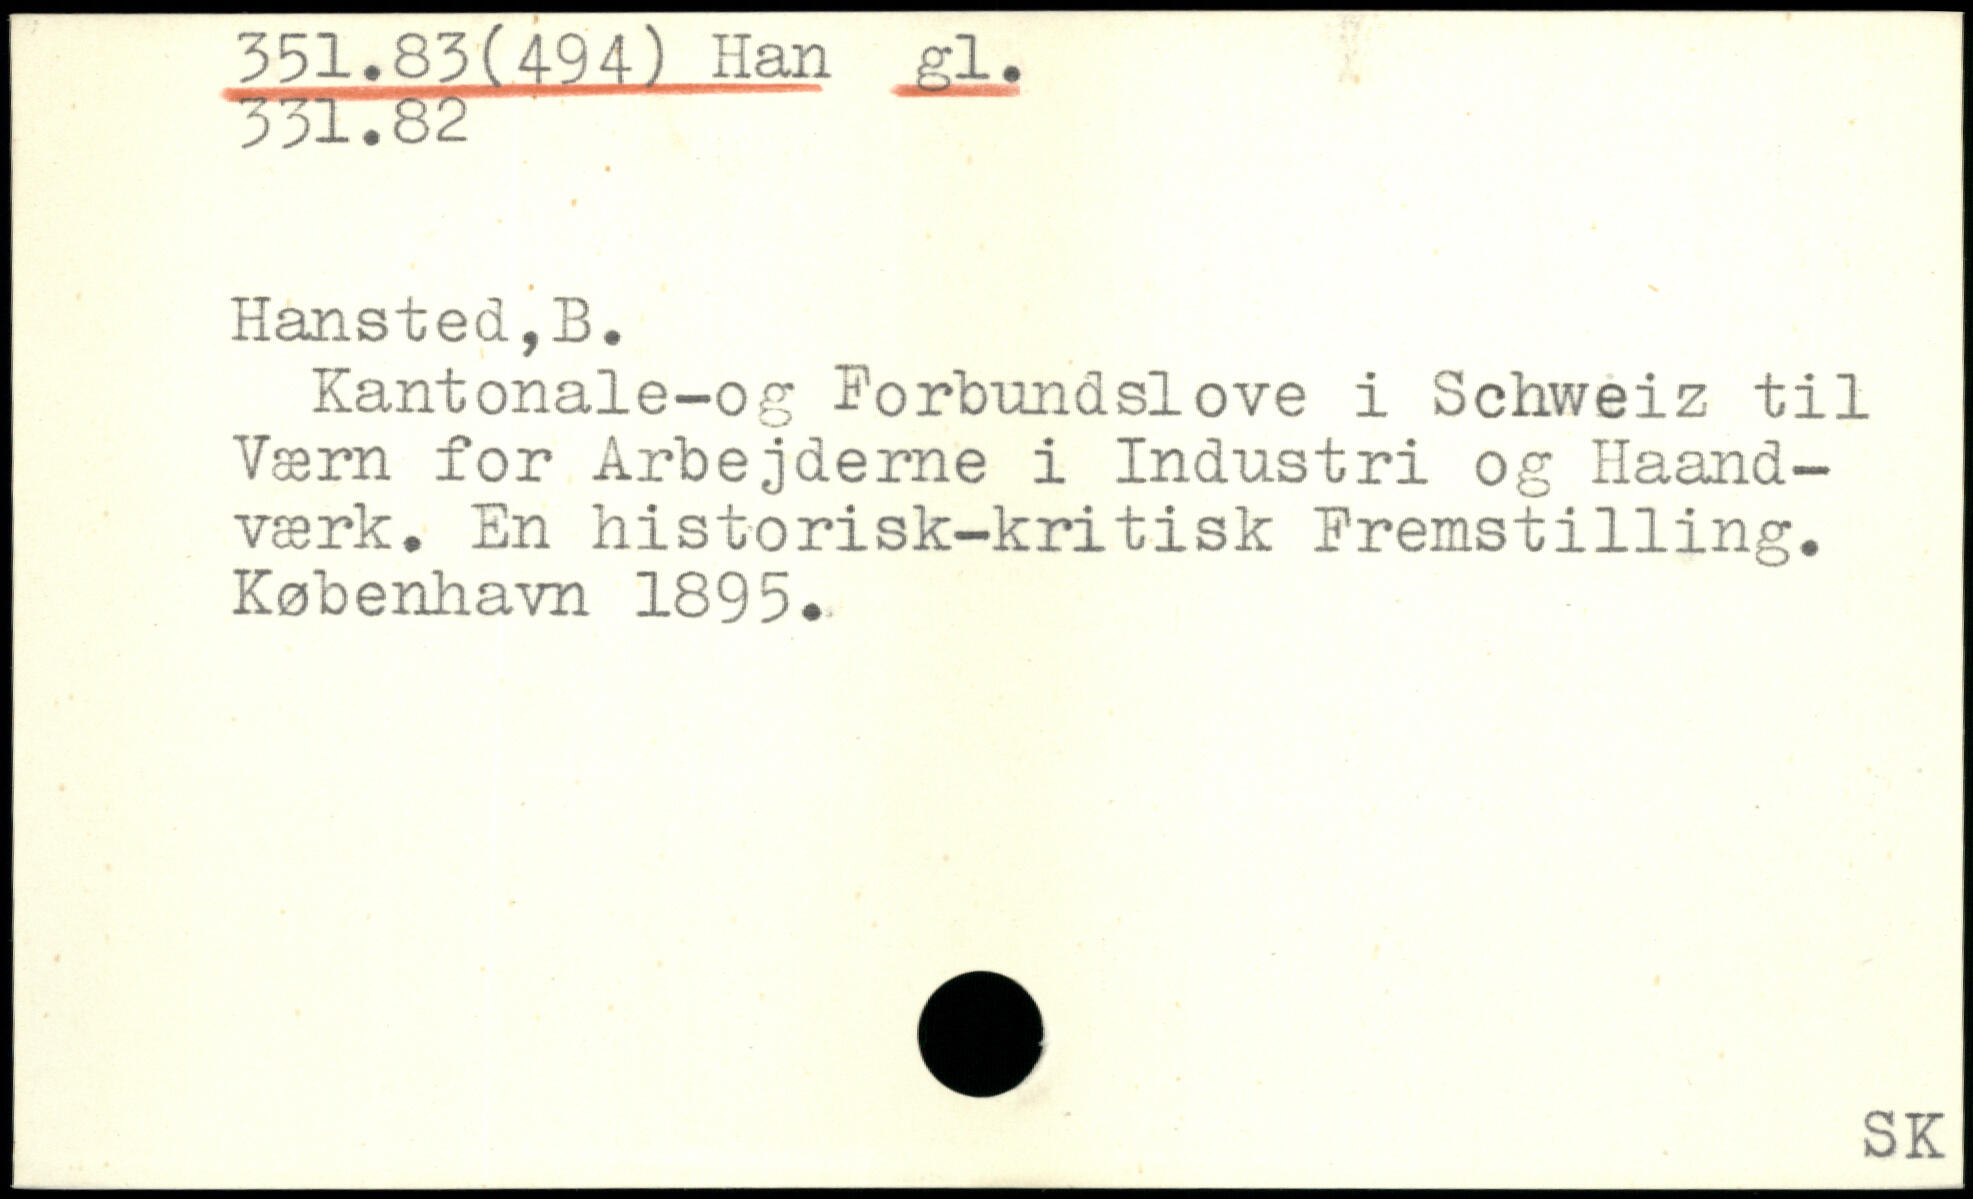 351.83(494) Han gl.
331.82
Hansted,B.
Kantonale-og Forbundslove i Schweiz til
Værn for Arbejderne i Industri og Haand-
værk. En historisk-kritisk Fremstilling.
København 1895.
SK